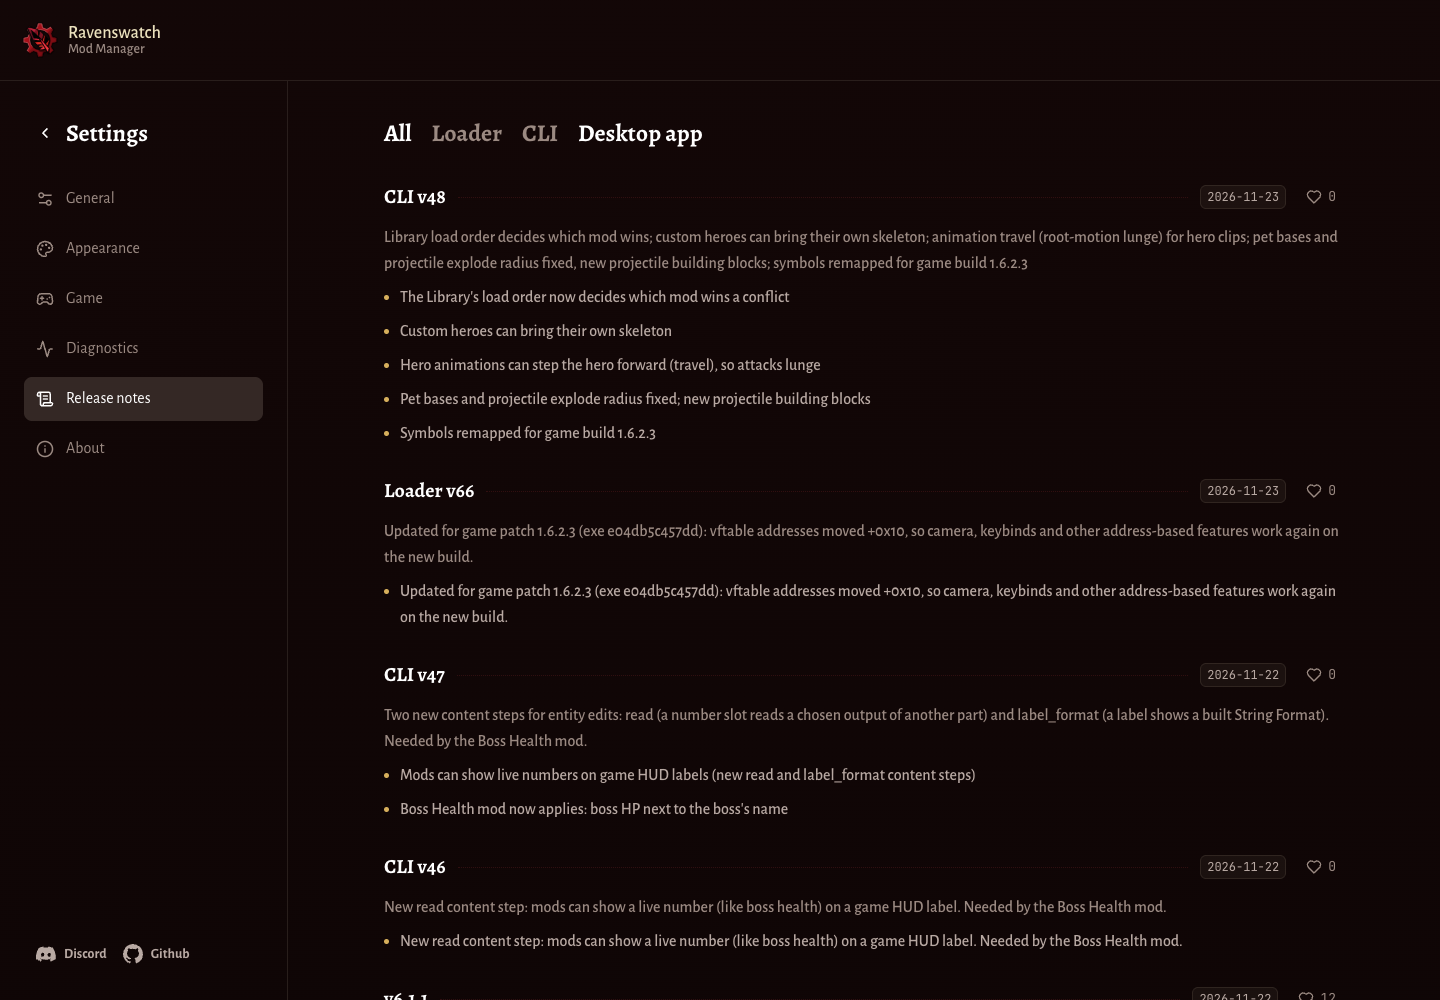 Ravenswatch
Mod Manager
Settings
General
Appearance
Game
Diagnostics
Release notes
About
Discord Github
All Loader CLI Desktop app
CLI v48 2026-11-23 0
Library load order decides which mod wins; custom heroes can bring their own skeleton; animation travel (root-motion lunge) for hero clips; pet bases and
projectile explode radius fixed, new projectile building blocks; symbols remapped for game build 1.6.2.3
The Library's load order now decides which mod wins a conflict
Custom heroes can bring their own skeleton
Hero animations can step the hero forward (travel), so attacks lunge
Pet bases and projectile explode radius fixed; new projectile building blocks
Symbols remapped for game build 1.6.2.3
Loader v66 2026-11-23 0
Updated for game patch 1.6.2.3 (exe e04db5c457dd): vftable addresses moved +0x10, so camera, keybinds and other address-based features work again on
the new build.
Updated for game patch 1.6.2.3 (exe e04db5c457dd): vftable addresses moved +0x10, so camera, keybinds and other address-based features work again
on the new build.
CLI v47 2026-11-22 0
Two new content steps for entity edits: read (a number slot reads a chosen output of another part) and label_format (a label shows a built String Format).
Needed by the Boss Health mod.
Mods can show live numbers on game HUD labels (new read and label_format content steps)
Boss Health mod now applies: boss HP next to the boss's name
CLI v46 2026-11-22 0
New read content step: mods can show a live number (like boss health) on a game HUD label. Needed by the Boss Health mod.
New read content step: mods can show a live number (like boss health) on a game HUD label. Needed by the Boss Health mod.
2026-11-22 12